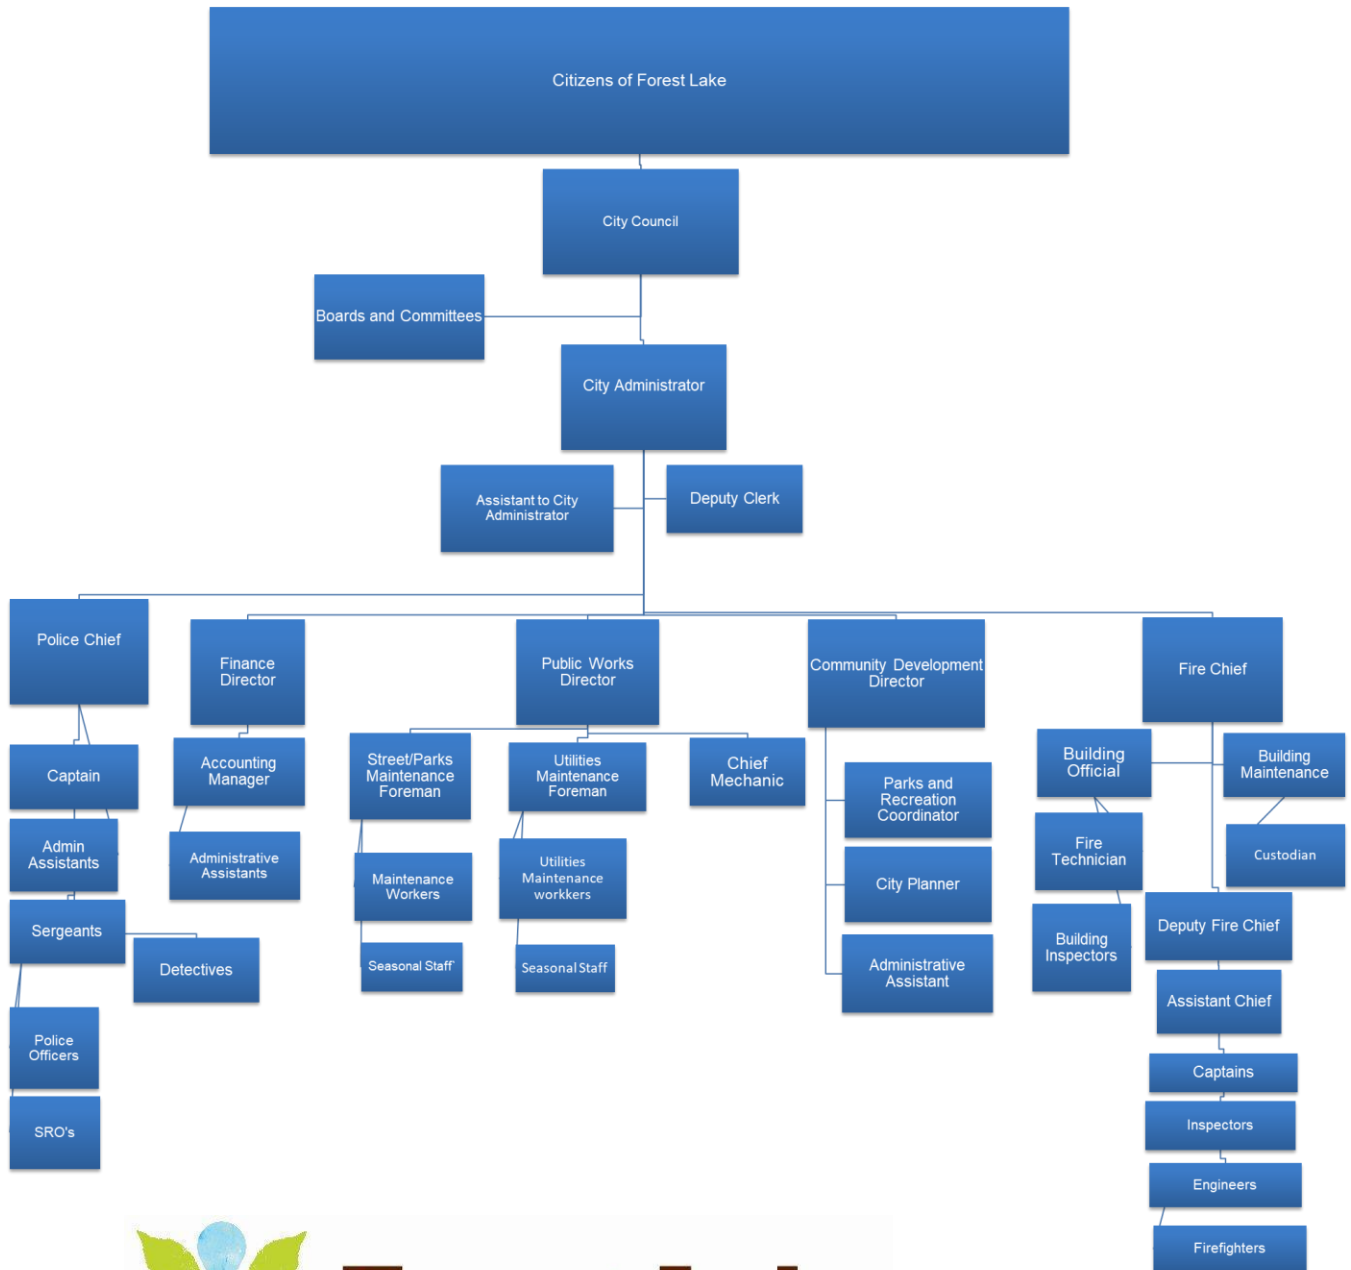 Citizens of Forest Lake
City Council
Boards and Committees
City Administrator
Assistant to City
Administrator
Deputy Clerk
Police Chief
Finance
Director
Public Works
Director
Community Development
Director
Fire Chief
Captain
Accounting
Manager
Street/Parks
Maintenance
Foreman
Utilities
Maintenance
Foreman
Chief
Mechanic
Parks and
Recreation
Coordinator
Building
Official
Building
Maintenance
Admin
Assistants
Administrative
Assistants
Maintenance
Workers
Utilities
Maintenance
workkers
City Planner
Fire
Technician
Custodian
Sergeants
Detectives
Seasonal Staff`
Seasonal Staff
Administrative
Assistant
Building
Inspectors
Deputy Fire Chief
Assistant Chief
Police
Officers
SRO's
Captains
Inspectors
Engineers
Firefighters